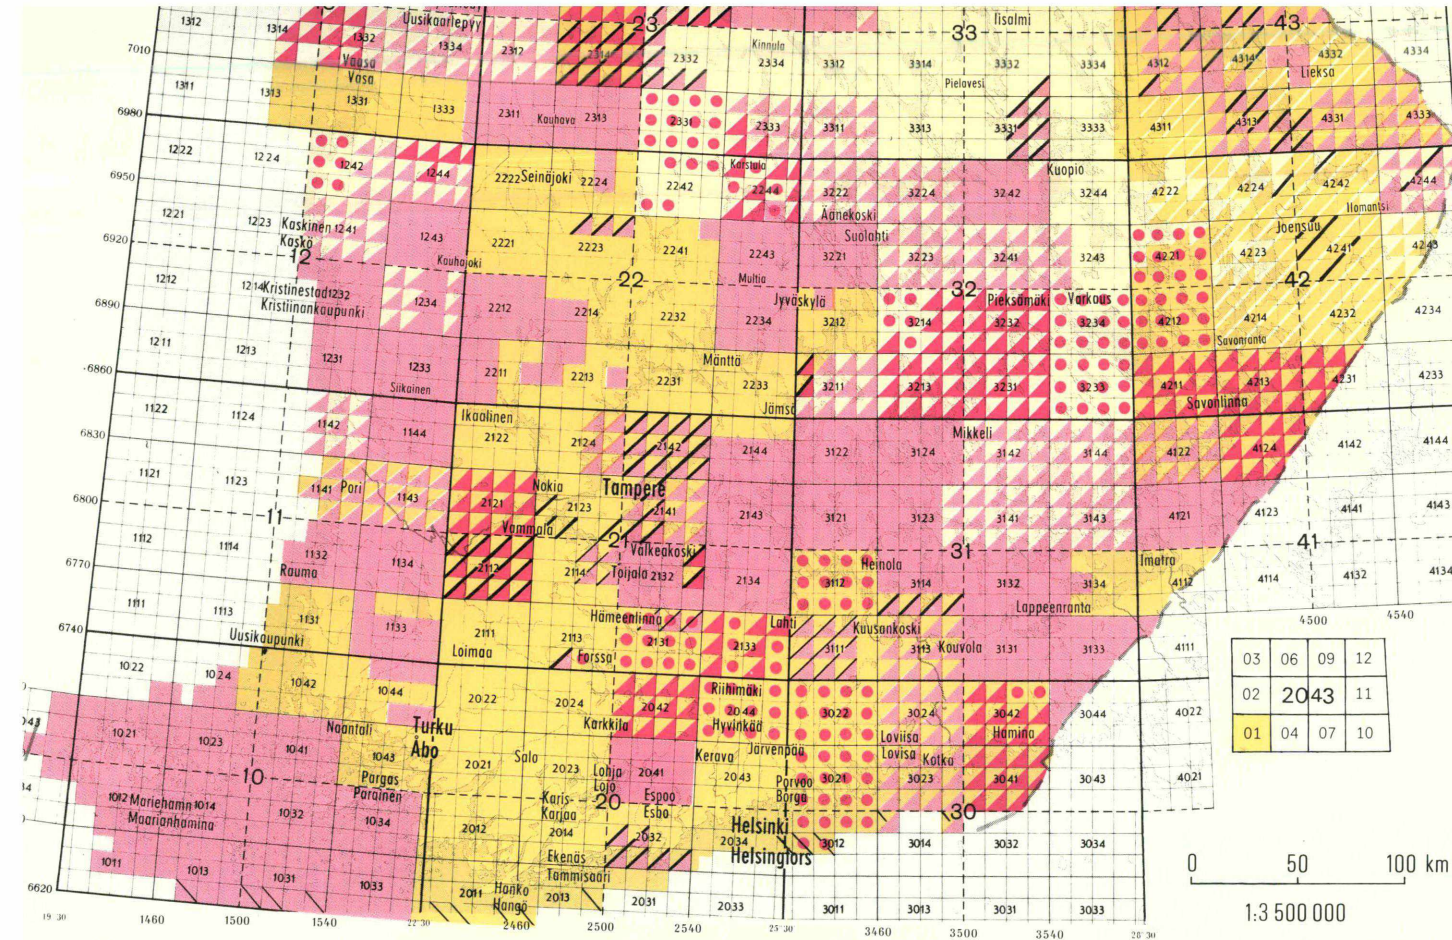 1312 Uusikaarlepyy 23 33 Iisalmi 43
1314 1332 1334 2312 2314 2332 Kinnula 2334 3312 3314 3332 3334 4312 4314 4332 4334
7010 Vaasa Vasa Pielavesi Lieksa
1311 1313 1331 1333 2311 Kauhava 2313 2331 2333 3311 3313 3331 3333 4311 4313 4331 4333
6980 Karstula Kuopio
1222 1224 1242 1244 2222 Seinäjoki 2224 2242 2244 3222 3224 3242 3244 4222 4224 4242 4244
6950 Äänekoski Ilomantsi
1221 1223 Kaskinen 1241 1243 2221 2223 2241 2243 Suolahti 3221 3223 3241 3243 4221 4223 Joensuu 4241 4243
6920 Kaskö 12 Kauhajoki 22 Multia 32 42
1212 1214 Kristinestad 1232 1234 2212 2214 2232 2234 Jyväskylä 3212 3214 Pieksämäki 3232 Varkaus 3234 4212 4214 4232 4234
Kristiinankaupunki
6890 Savonranta
1211 1213 1231 1233 2211 2213 2231 Mänttä 2233 3211 3213 3231 3233 4211 4213 4231 4233
6860 Siikainen Jämsä Savonlinna
1122 1124 1142 1144 Ikaalinen 2122 2124 2142 2144 3122 3124 Mikkeli 3142 3144 4122 4124 4142 4144
6830
1121 1123 1141 Pori 1143 2121 Nokia 2123 Tampere 2141 2143 3121 3123 3141 3143 4121 4123 4141 4143
6800 11 Vammala 21 Valkeakoski 31 41
1112 1114 1132 1134 2112 2114 Toijala 2132 2134 3112 Heinola 3114 3132 3134 Imatra 4112 4114 4132 4134
6770 Rauma Lappeenranta
1111 1113 1131 1133 2111 2113 Hämeenlinna 2131 2133 Lahti 3111 Kuusankoski 3113 Kouvola 3131 3133 4111
6740 Uusikaupunki Loimaa Forssa
4500 4540
1022 1024 1042 1044 2022 2024 2042 Riihimäki 2044 3022 3024 3042 3044 4022
Naantali Turku Åbo Karkkila Hyvinkää Loviisa Lovisa Hamina
1021 1023 1041 1043 2021 Salo 2023 2041 Kerava 2043 Järvenpää 3021 3023 Kotka 3041 3043 4021
10 Pargas Parainen Lohja Lojo 20 Porvoo Borgå 30
1012 Mariehamn 1014 1032 1034 2012 Karis- Karjaa 2014 Espoo Esbo 2032 2034 Helsinki 3012 3014 3032 3034
Maarianhamina Ekenäs Tammisaari Helsingfors
1011 1013 1031 1033 2011 Hanko Hangö 2013 2031 2033 3011 3013 3031 3033
6620
19°30 1460 1500 1540 22°30 2460 2500 2540 25°30 3460 3500 3540 28°30
03 06 09 12
02 2043 11
01 04 07 10
0 50 100 km
1:3 500 000